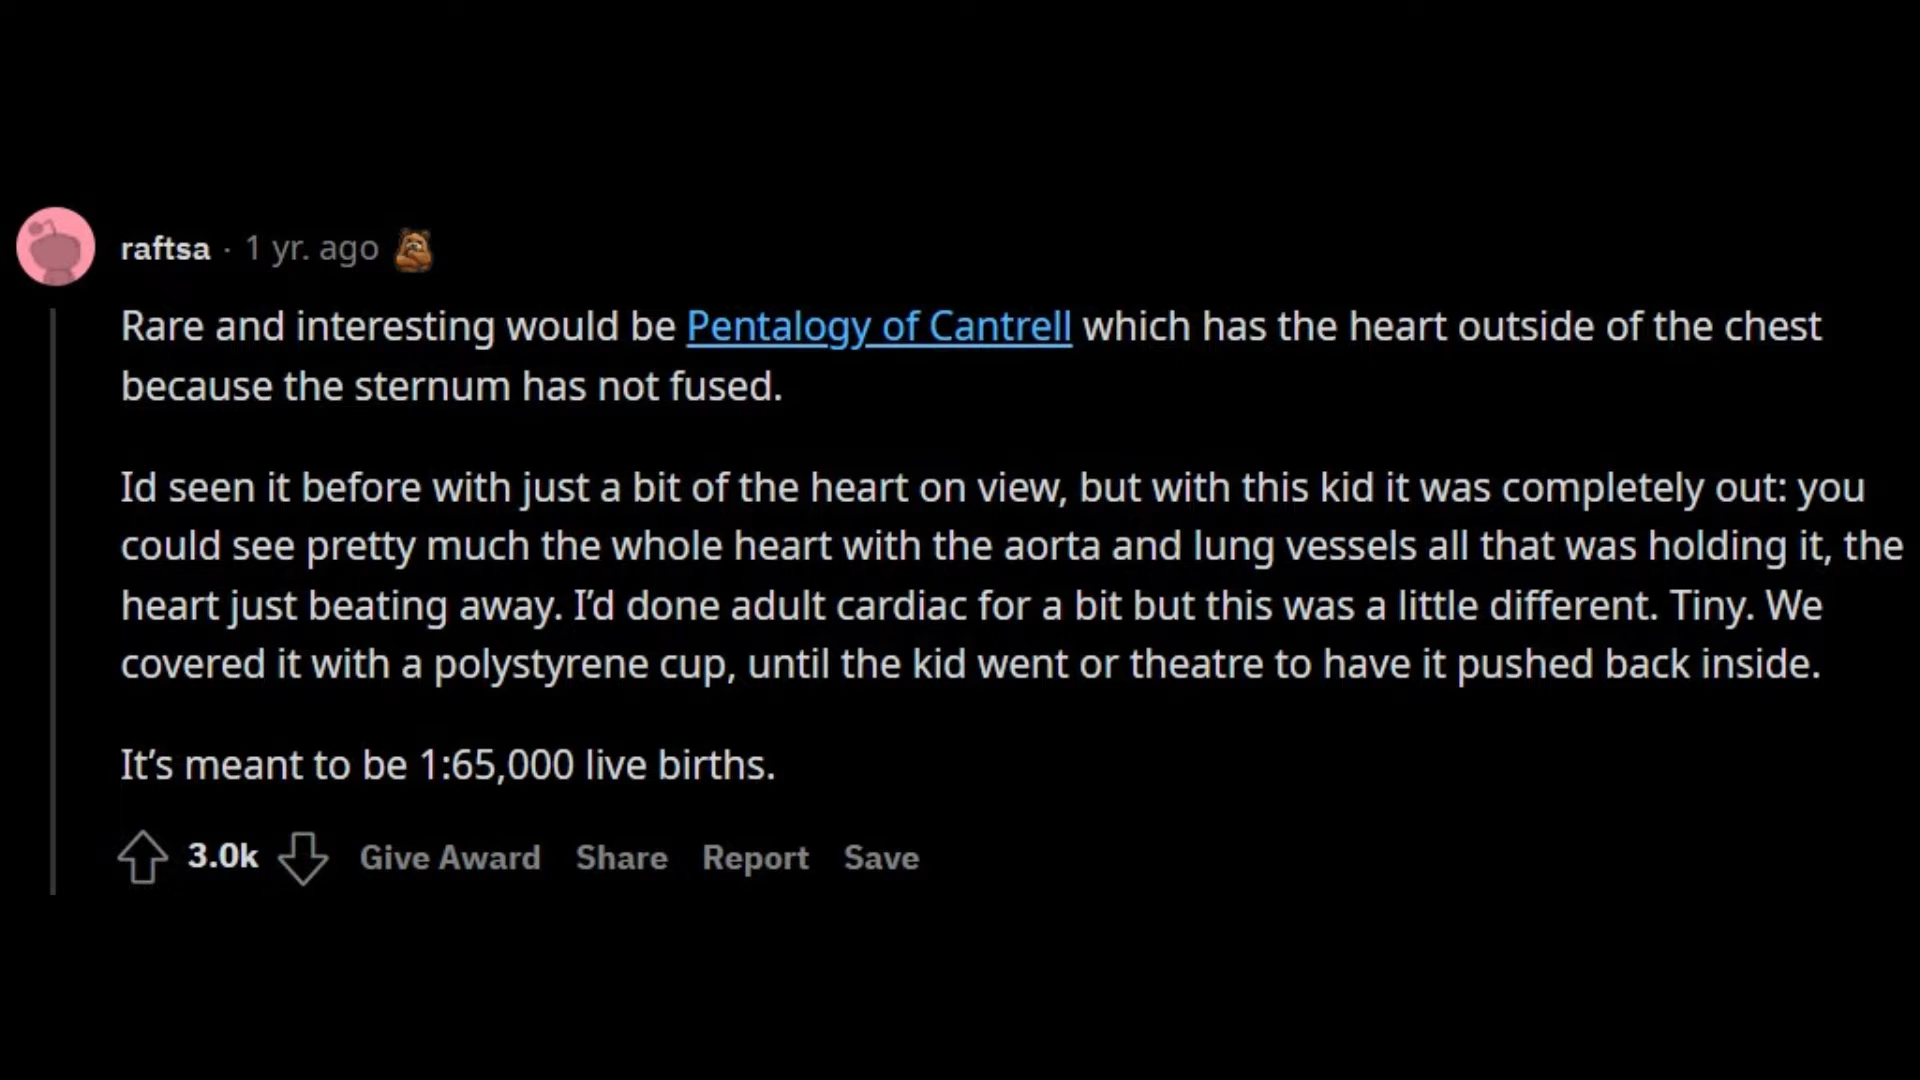 raftsa · 1 yr. ago
Rare and interesting would be Pentalogy of Cantrell which has the heart outside of the chest
because the sternum has not fused.
Id seen it before with just a bit of the heart on view, but with this kid it was completely out: you
could see pretty much the whole heart with the aorta and lung vessels all that was holding it, the
heart just beating away. I’d done adult cardiac for a bit but this was a little different. Tiny. We
covered it with a polystyrene cup, until the kid went or theatre to have it pushed back inside.
It’s meant to be 1:65,000 live births.
3.0k Give Award Share Report Save